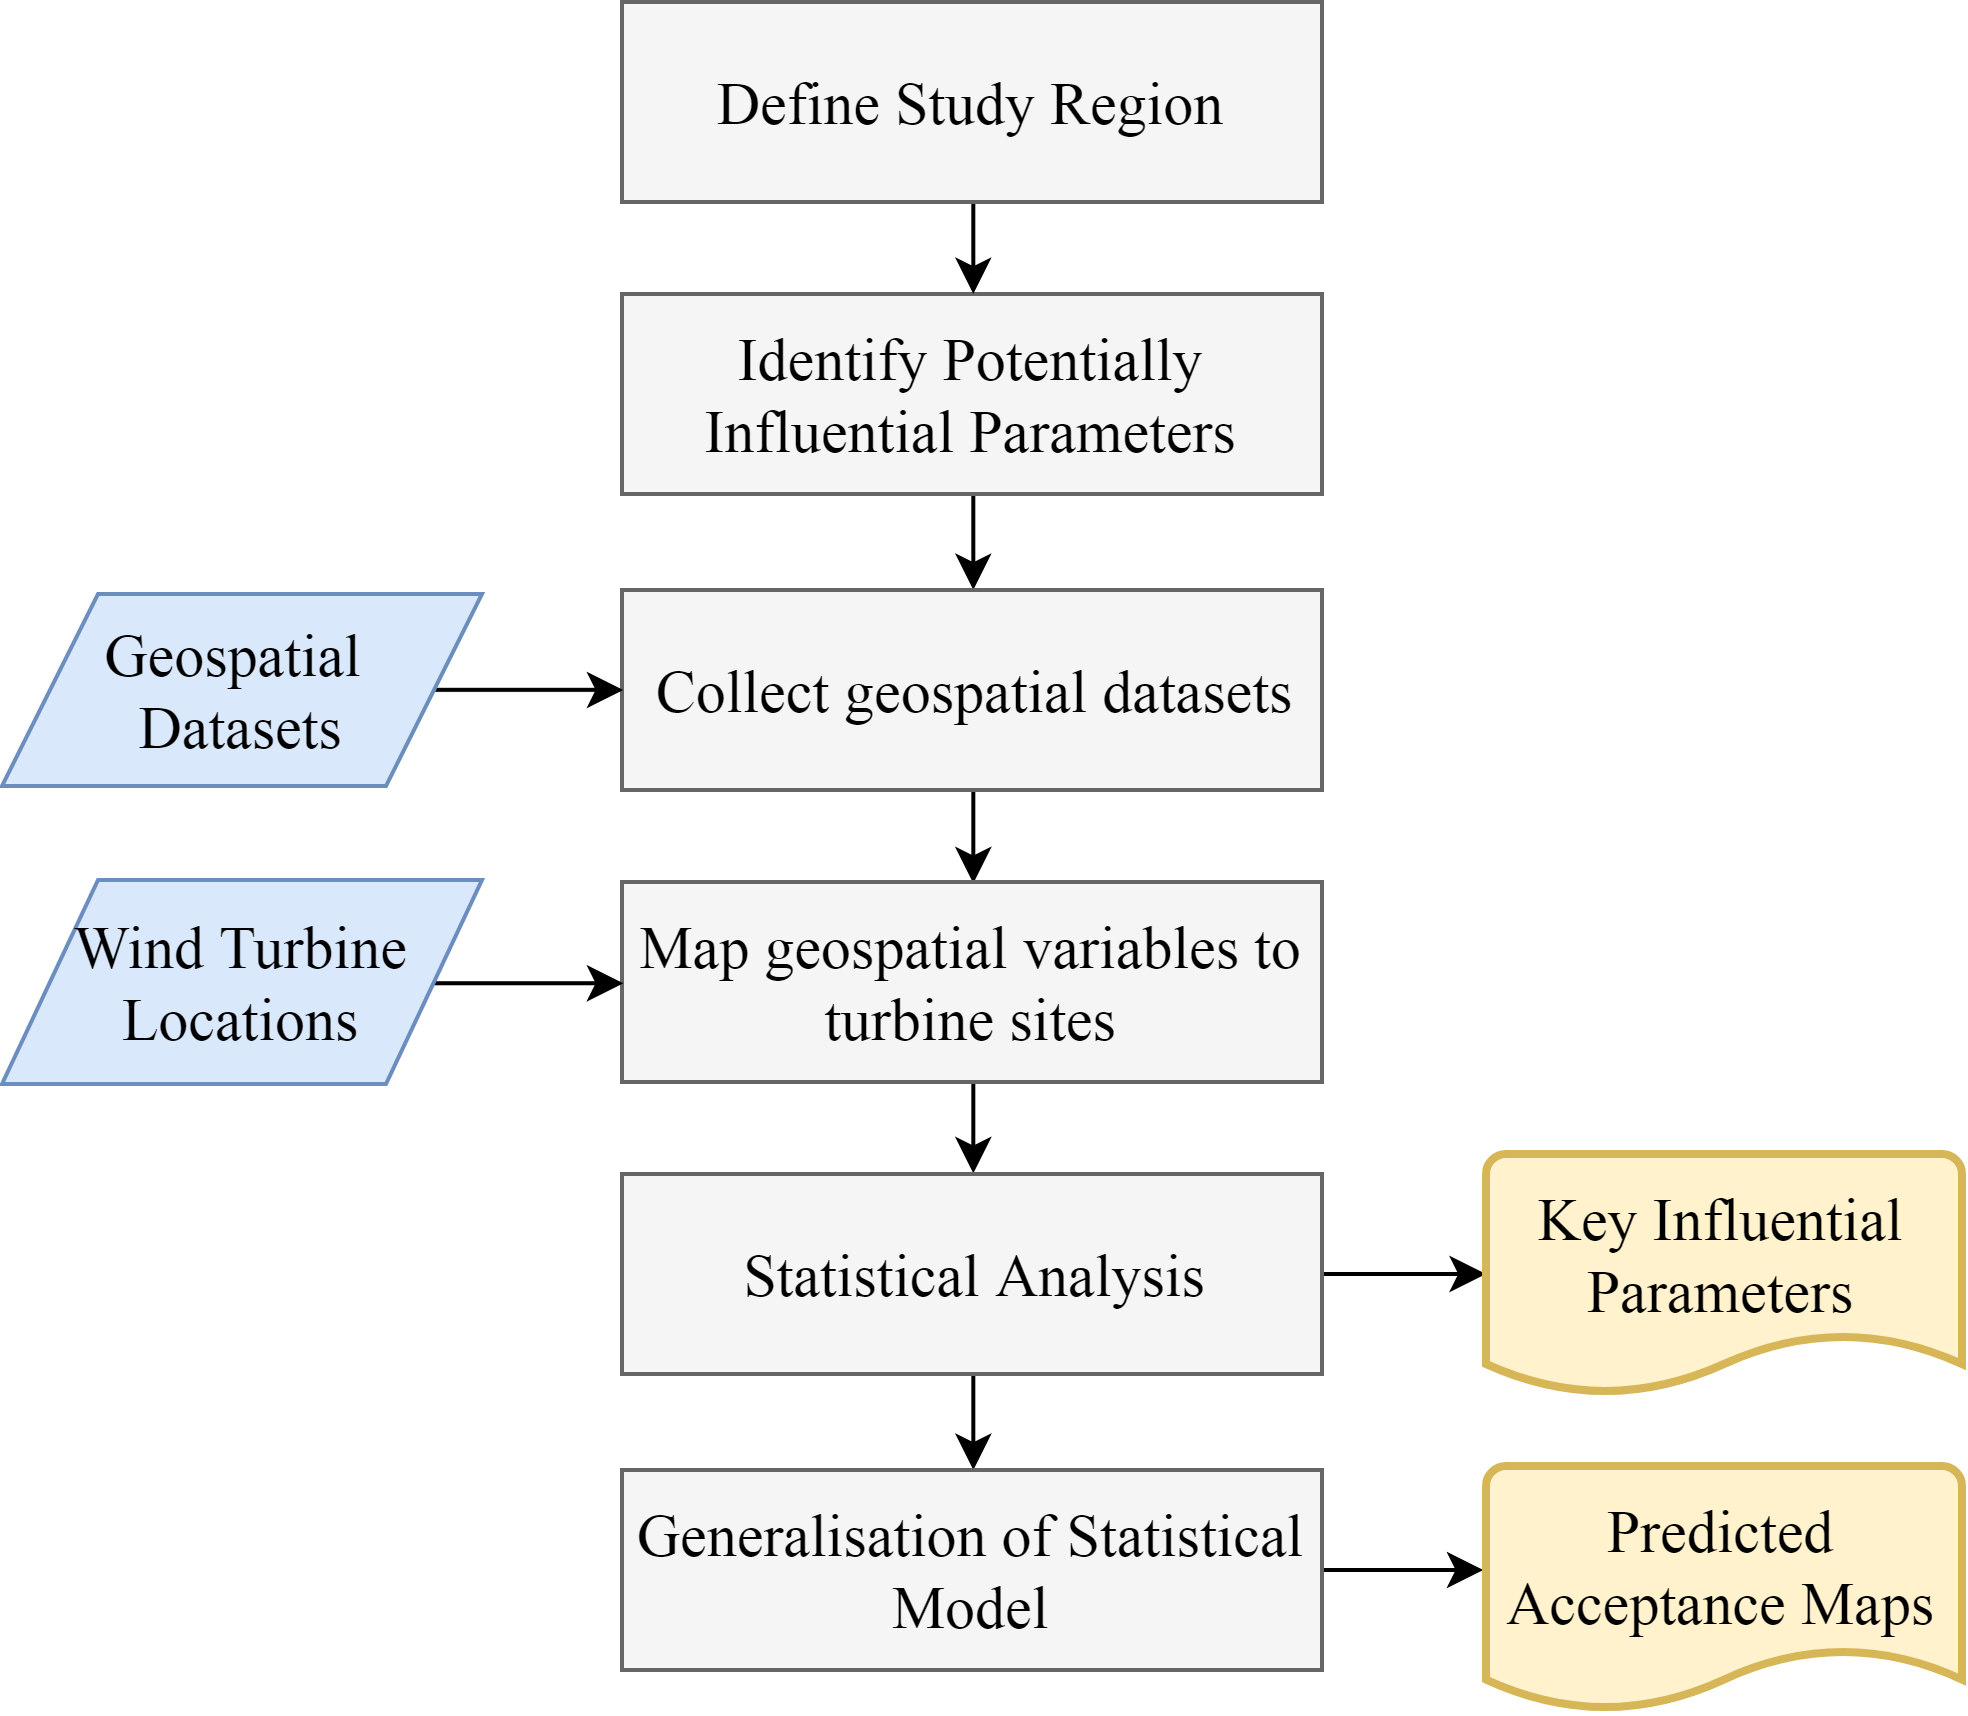 Define Study Region
Identify Potentially
Influential Parameters
Geospatial
Datasets
Collect geospatial datasets
Wind Turbine
Locations
Map geospatial variables to
turbine sites
Statistical Analysis
Key Influential
Parameters
Generalisation of Statistical
Model
Predicted
Acceptance Maps